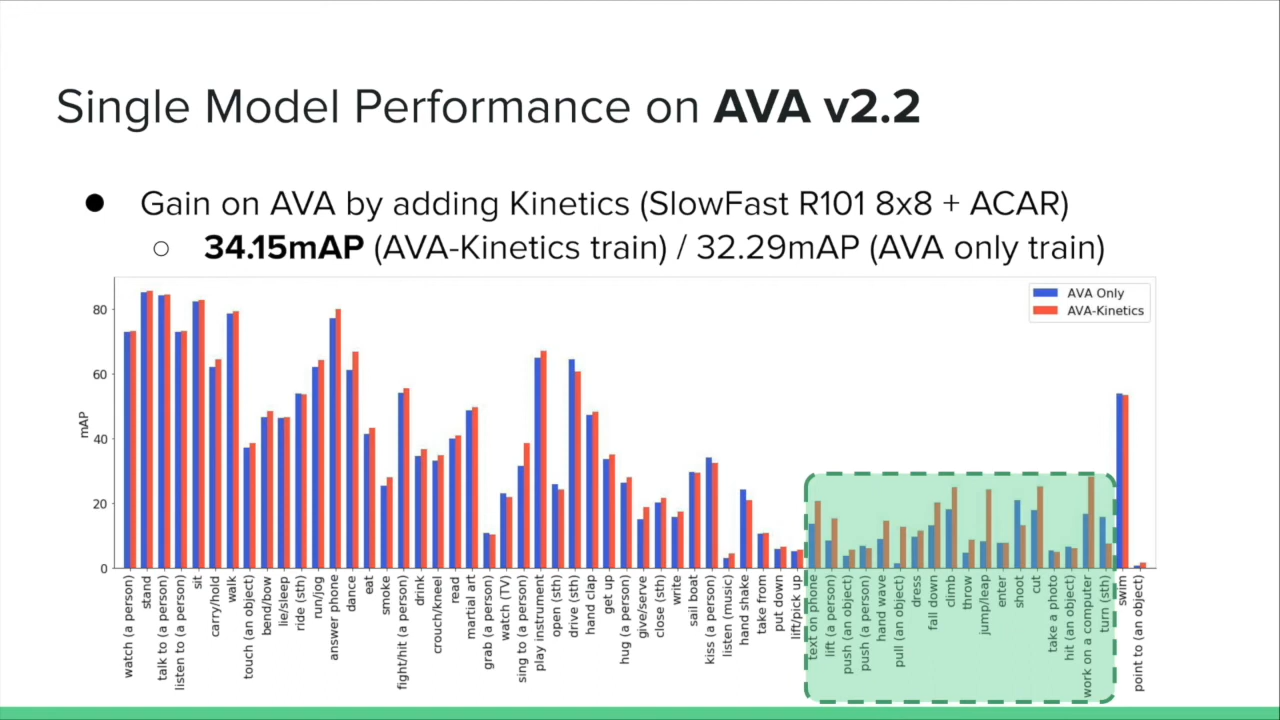 Single Model Performance on AVA v2.2
● Gain on AVA by adding Kinetics (SlowFast R101 8x8 + ACAR)
○ 34.15mAP (AVA-Kinetics train) / 32.29mAP (AVA only train)
AVA Only
AVA-Kinetics
mAP
80
60
40
20
0
watch (a person)
stand
talk to (a person)
listen to (a person)
sit
carry/hold
walk
touch (an object)
bend/bow
lie/sleep
ride (sth)
run/jog
answer phone
dance
eat
smoke
fight/hit (a person)
drink
crouch/kneel
read
martial art
grab (a person)
watch (TV)
sing to (a person)
play instrument
open (sth)
drive (sth)
hand clap
get up
hug (a person)
give/serve
close (sth)
write
sail boat
kiss (a person)
listen (music)
hand shake
take from
put down
lift/pick up
text on phone
lift (a person)
push (an object)
push (a person)
hand wave
pull (an object)
dress
fall down
climb
throw
jump/leap
enter
shoot
cut
take a photo
hit (an object)
work on a computer
turn (sth)
swim
point to (an object)